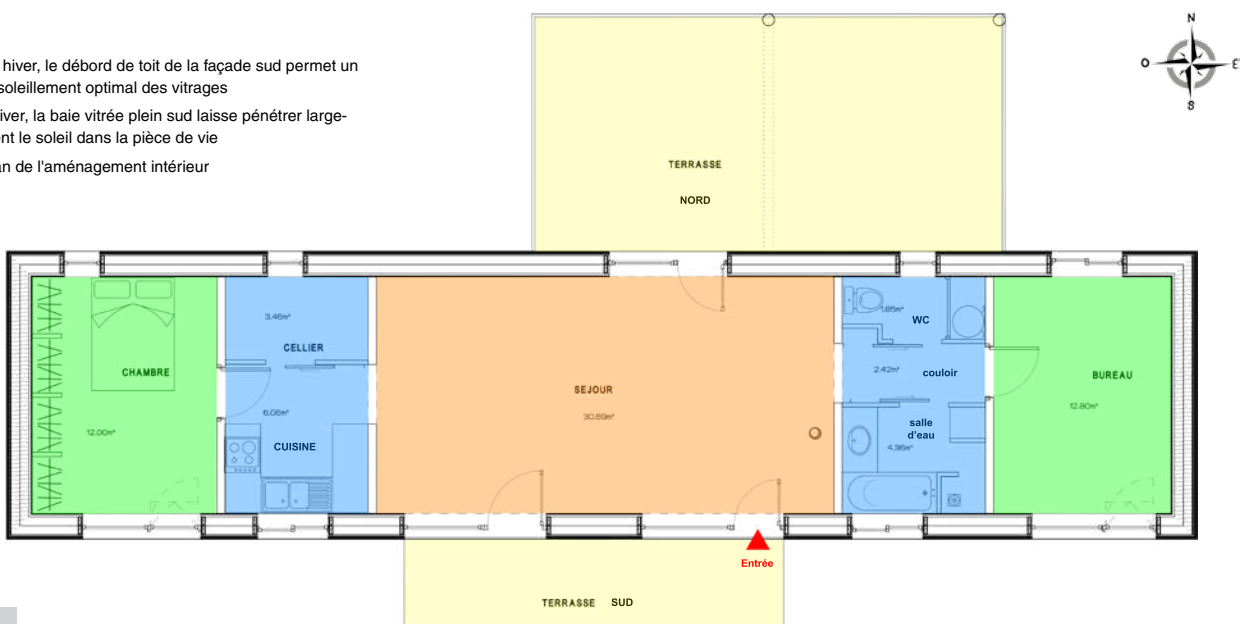 hiver, le débord de toit de la façade sud permet un
soleillement optimal des vitrages
iver, la baie vitrée plein sud laisse pénétrer large-
nt le soleil dans la pièce de vie
n de l'aménagement intérieur
N
O
E
S
TERRASSE
NORD
3.46m²
CELLIER
CHAMBRE
12.00m²
6.06m²
CUISINE
SEJOUR
30.69m²
WC
2.42m²
couloir
salle
d'eau
4.36m²
BUREAU
12.80m²
Entrée
TERRASSE SUD